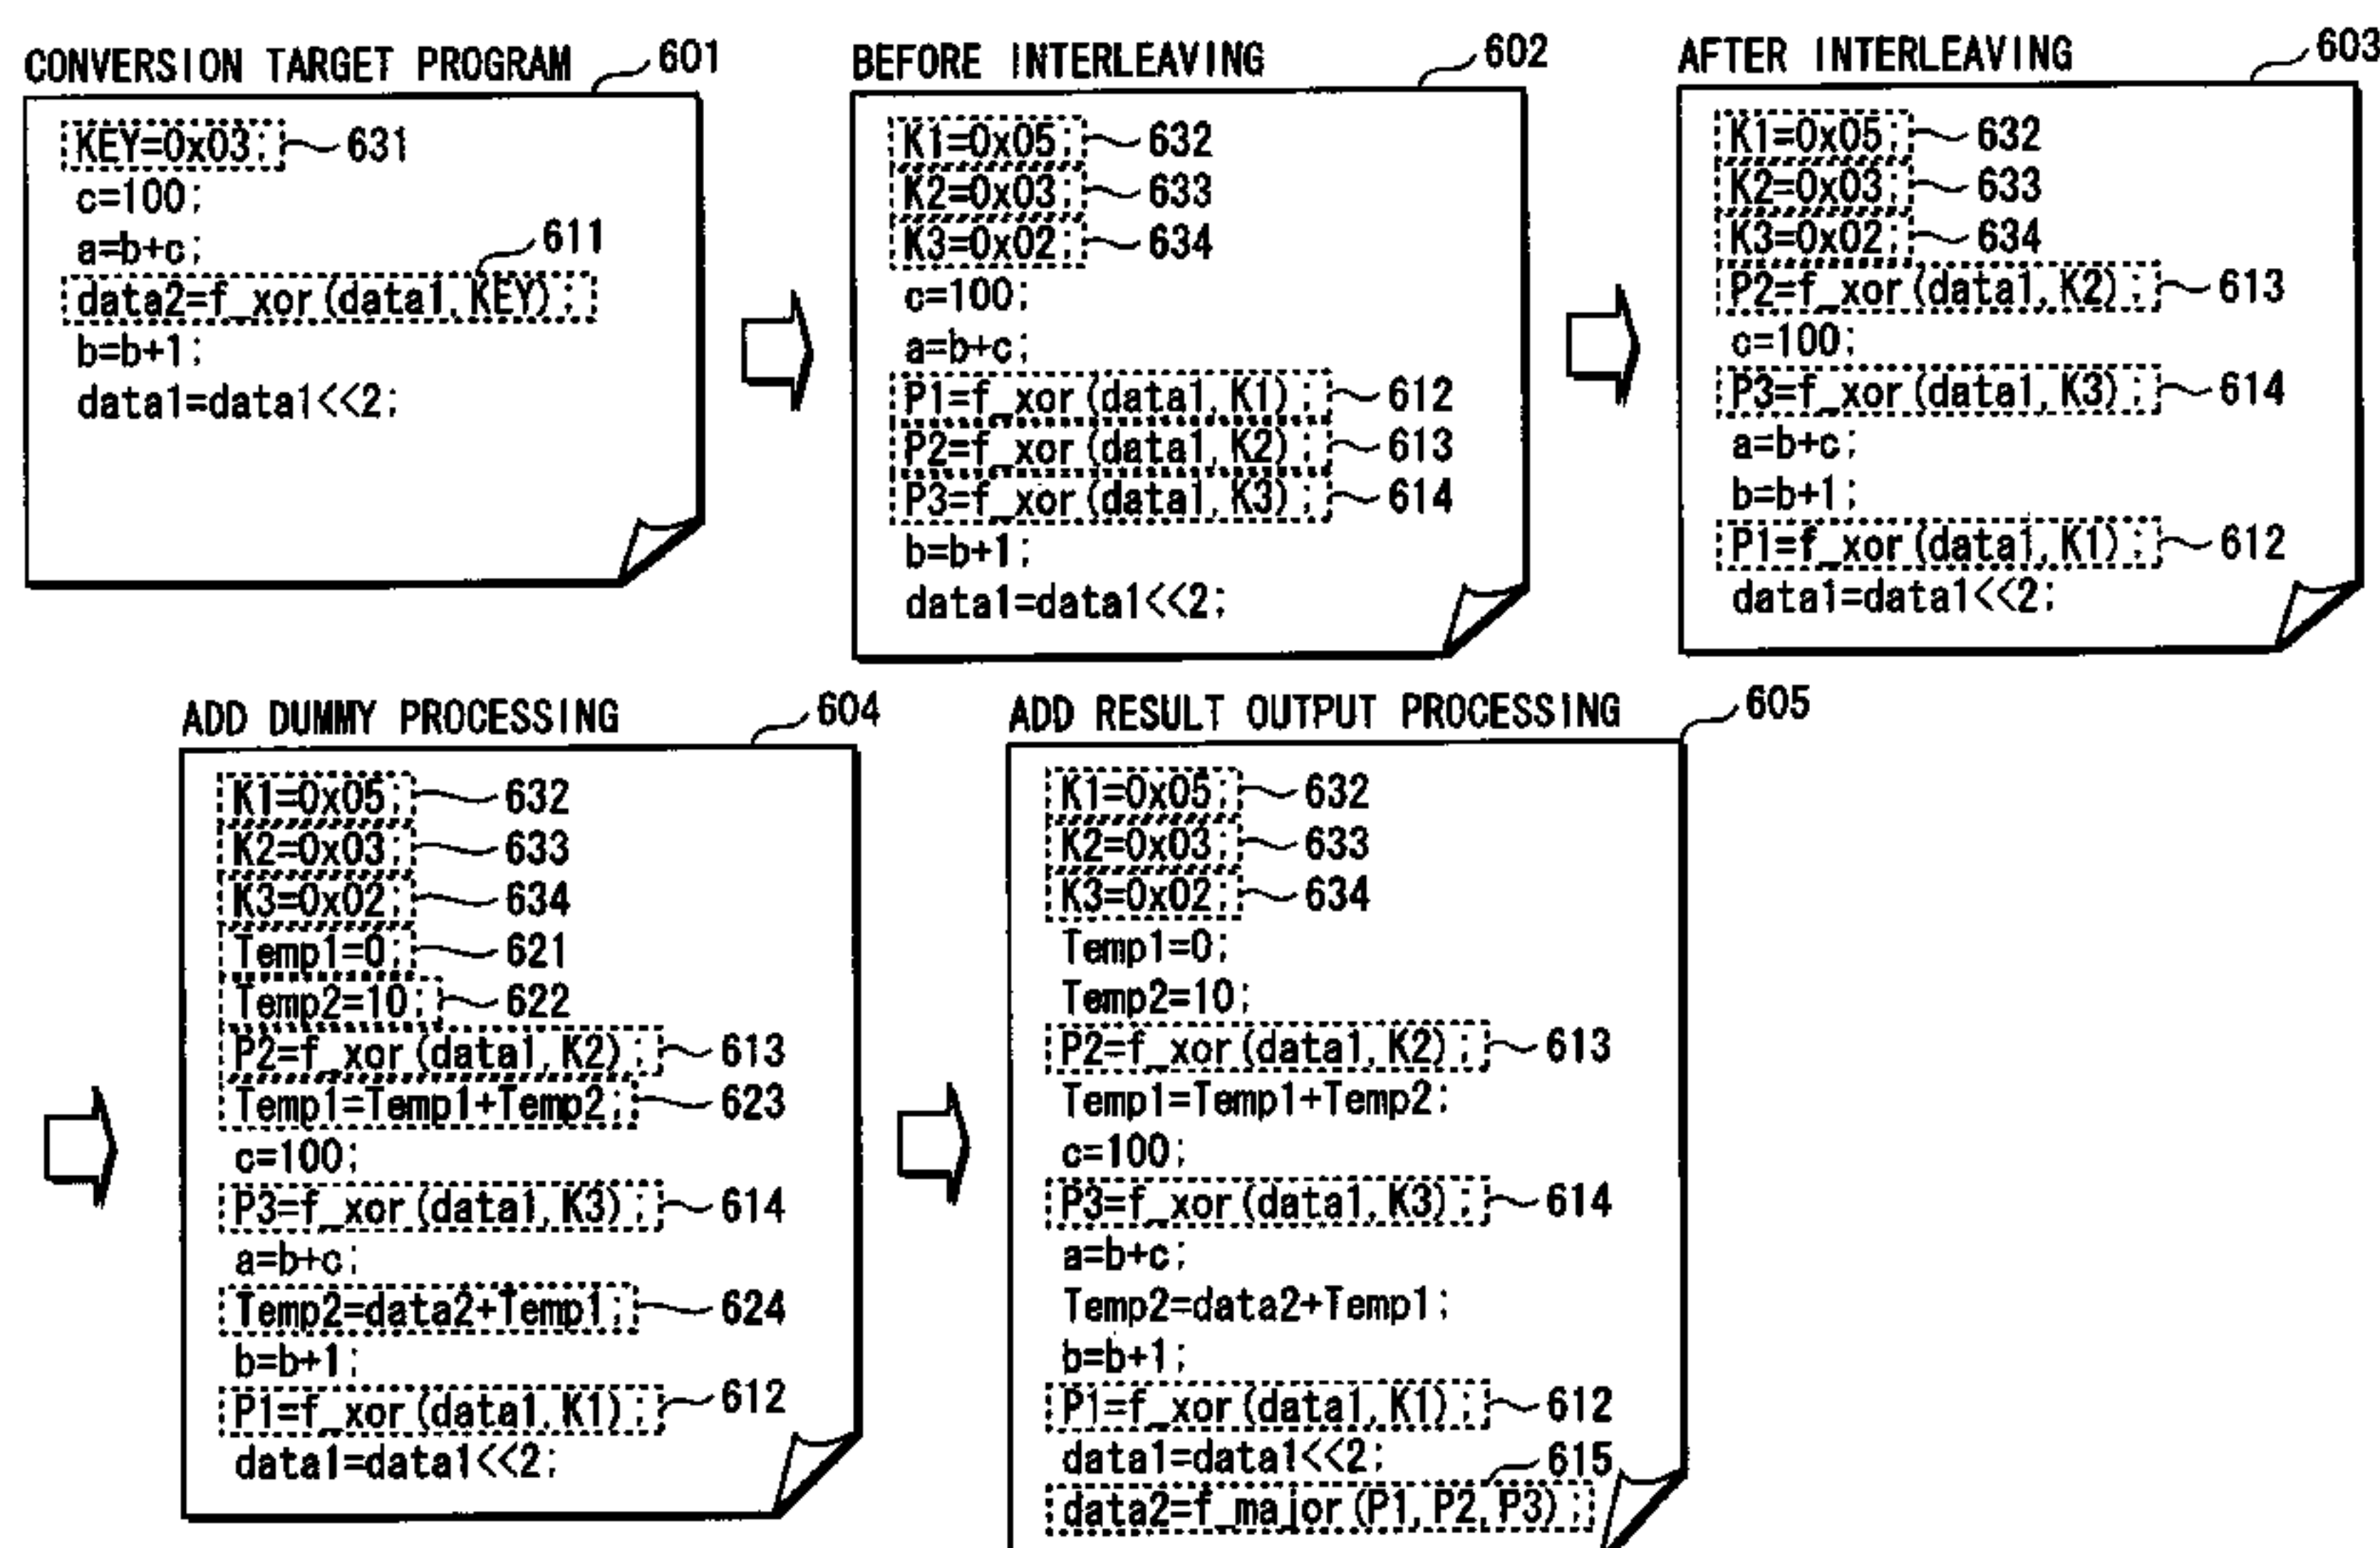 CONVERSION TARGET PROGRAM 601
KEY=0x03; 631
c=100;
a=b+c;
611
data2=f_xor(data1,KEY);
b=b+1;
data1=data1<<2;
BEFORE INTERLEAVING 602
K1=0x05; 632
K2=0x03; 633
K3=0x02; 634
c=100;
a=b+c;
P1=f_xor(data1,K1); 612
P2=f_xor(data1,K2); 613
P3=f_xor(data1,K3); 614
b=b+1;
data1=data1<<2;
AFTER INTERLEAVING 603
K1=0x05; 632
K2=0x03; 633
K3=0x02; 634
P2=f_xor(data1,K2); 613
c=100;
P3=f_xor(data1,K3); 614
a=b+c;
b=b+1;
P1=f_xor(data1,K1); 612
data1=data1<<2;
ADD DUMMY PROCESSING 604
K1=0x05; 632
K2=0x03; 633
K3=0x02; 634
Temp1=0; 621
Temp2=10; 622
P2=f_xor(data1,K2); 613
Temp1=Temp1+Temp2; 623
c=100;
P3=f_xor(data1,K3); 614
a=b+c;
Temp2=data2+Temp1; 624
b=b+1;
P1=f_xor(data1,K1); 612
data1=data1<<2;
ADD RESULT OUTPUT PROCESSING 605
K1=0x05; 632
K2=0x03; 633
K3=0x02; 634
Temp1=0;
Temp2=10;
P2=f_xor(data1,K2); 613
Temp1=Temp1+Temp2;
c=100;
P3=f_xor(data1,K3); 614
a=b+c;
Temp2=data2+Temp1;
b=b+1;
P1=f_xor(data1,K1); 612
data1=data1<<2; 615
data2=f_major(P1,P2,P3);